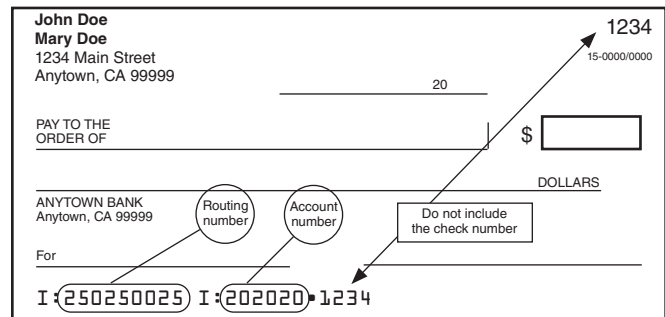 John Doe
Mary Doe
1234 Main Street
Anytown, CA 99999
1234
15-0000/0000
20
PAY TO THE
ORDER OF
$
DOLLARS
ANYTOWN BANK
Anytown, CA 99999
Routing
number
Account
number
Do not include
the check number
For
I:250250025 I:202020▪1234